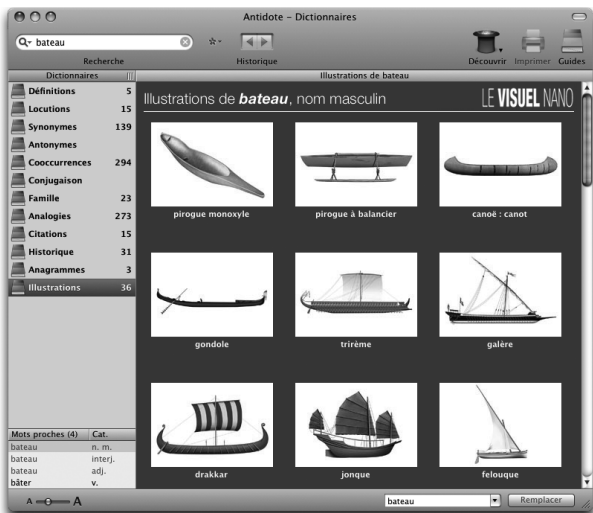 Antidote – Dictionnaires
bateau
Recherche
Historique
Découvrir Imprimer Guides
Dictionnaires
Illustrations de bateau
Définitions 5
Locutions 15
Synonymes 139
Antonymes
Cooccurrences 294
Conjugaison
Famille 23
Analogies 273
Citations 15
Historique 31
Anagrammes 3
Illustrations 36
Mots proches (4) Cat.
bateau n. m.
bateau interj.
bateau adj.
bâter v.
A A
Illustrations de bateau, nom masculin
LE VISUEL NANO
pirogue monoxyle
pirogue à balancier
canoë : canot
gondole
trirème
galère
drakkar
jonque
felouque
bateau
Remplacer